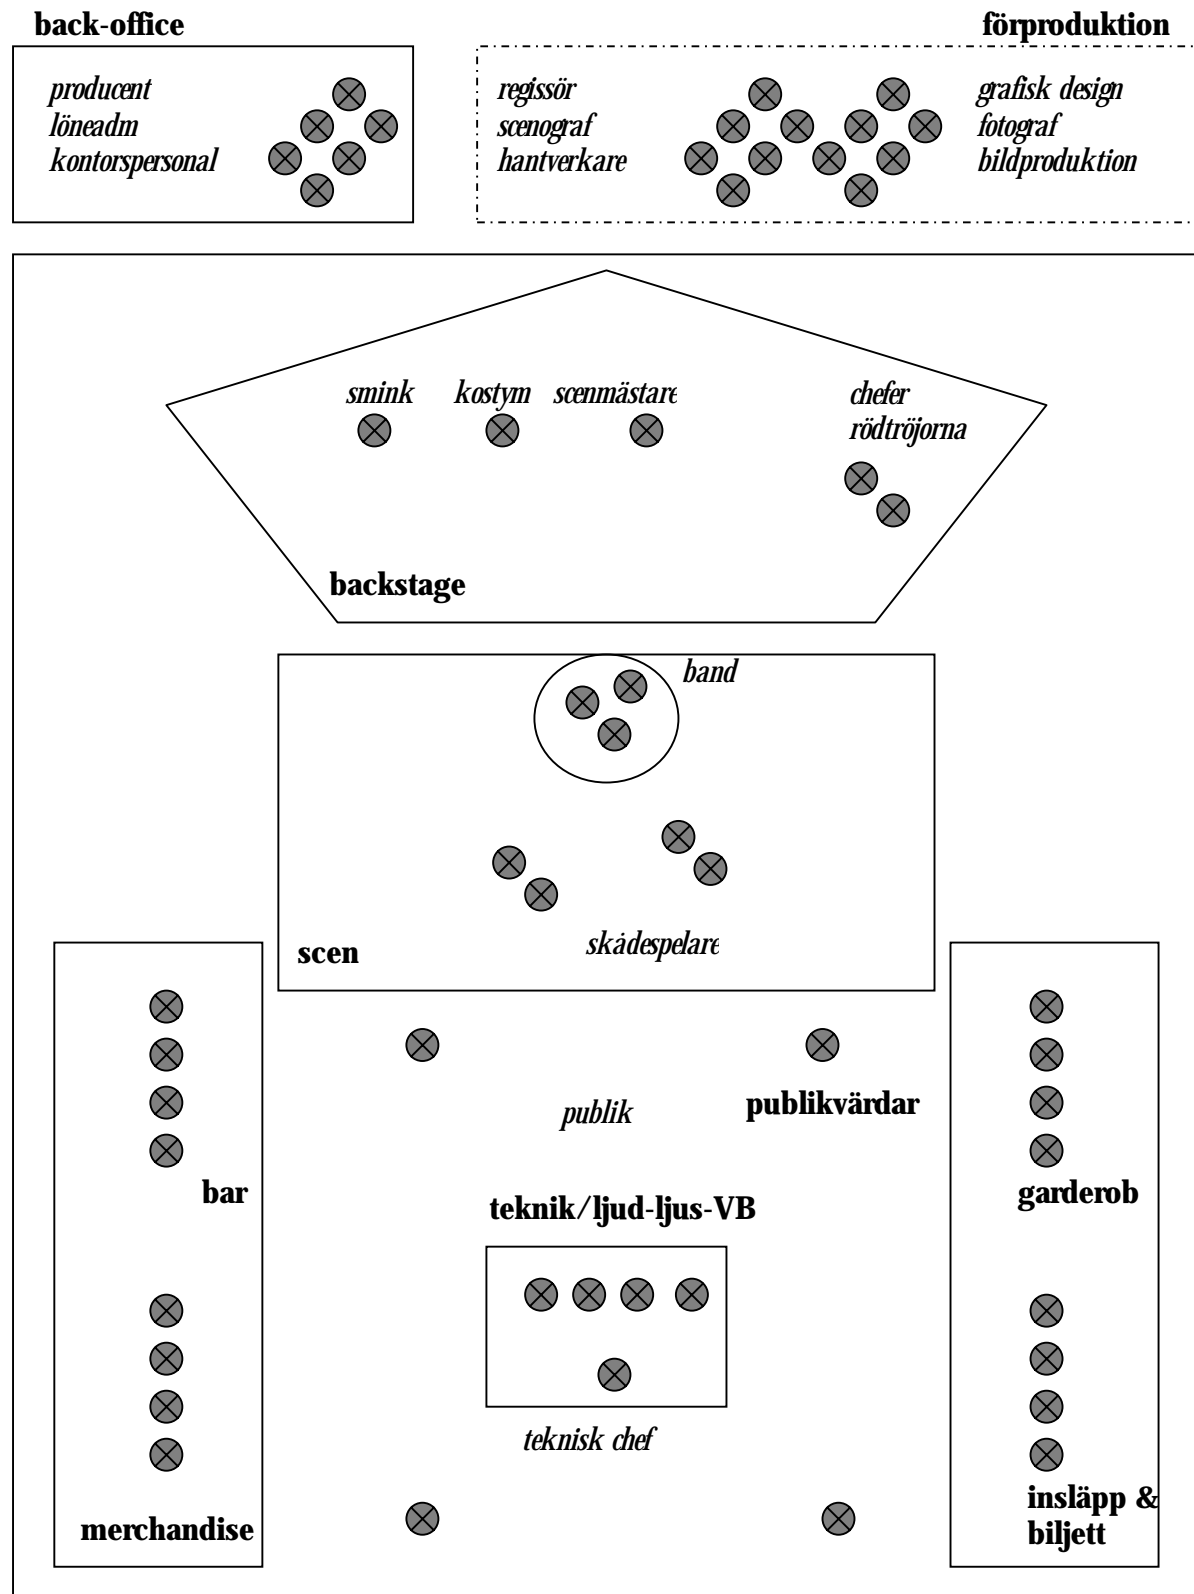 back-office
förproduktion
producent
löneadm
kontorspersonal
regissör
scenograf
hantverkare
grafisk design
fotograf
bildproduktion
smink
kostym
scenmästare
chefer
rödtröjorna
backstage
band
skådespelare
scen
publik
publikvärdar
bar
garderob
teknik/ljud-ljus-VB
teknisk chef
merchandise
insläpp &
biljett